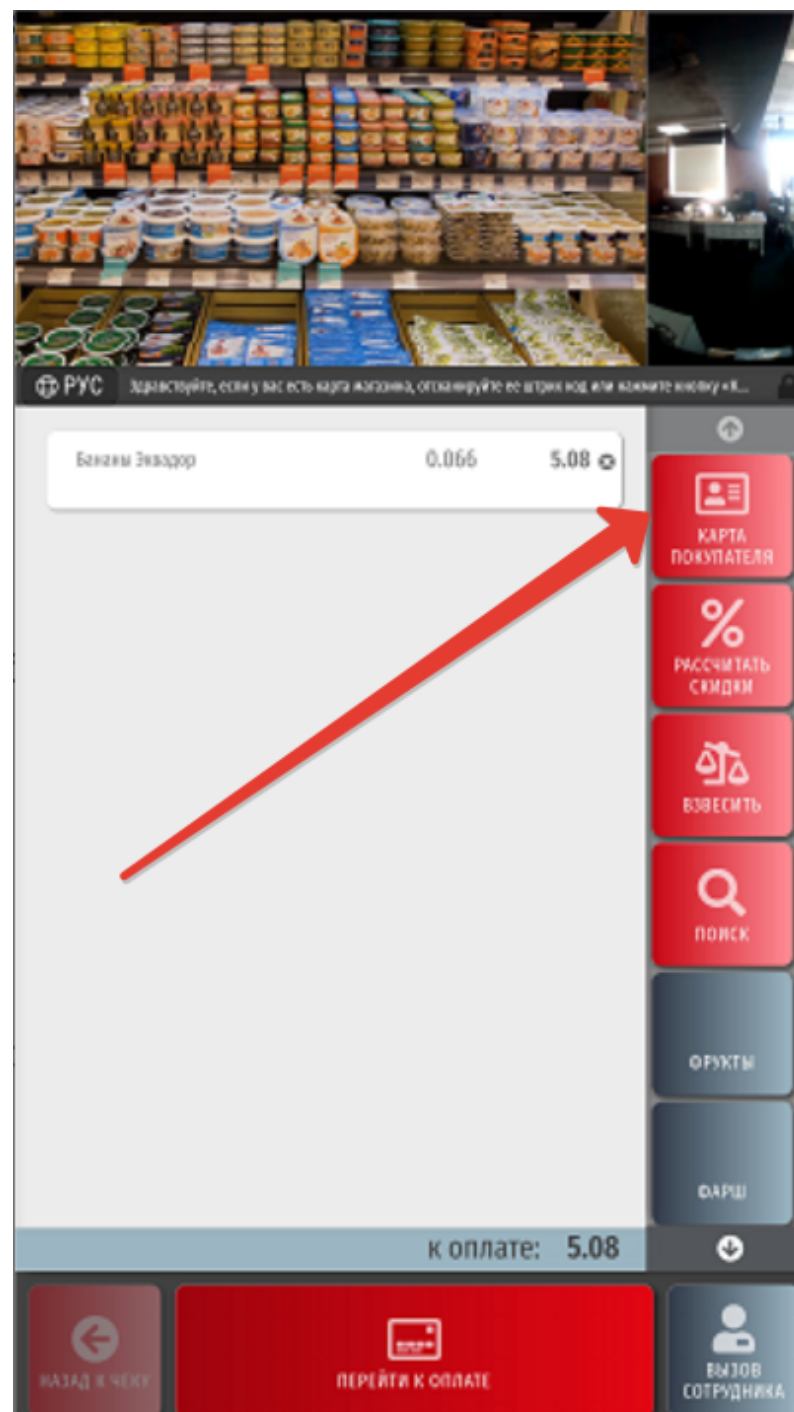 РУС Здравствуйте, если у вас есть карта магазина, отсканируйте ее штрих код или нажмите кнопку «К...
Бананы Эквадор 0.066 5.08
КАРТА
ПОКУПАТЕЛЯ
РАССЧИТАТЬ
СКИДКИ
ВЗВЕСИТЬ
ПОИСК
ФРУКТЫ
ФАРШ
к оплате: 5.08
НАЗАД К ЧЕКУ
ПЕРЕЙТИ К ОПЛАТЕ
ВЫЗОВ
СОТРУДНИКА